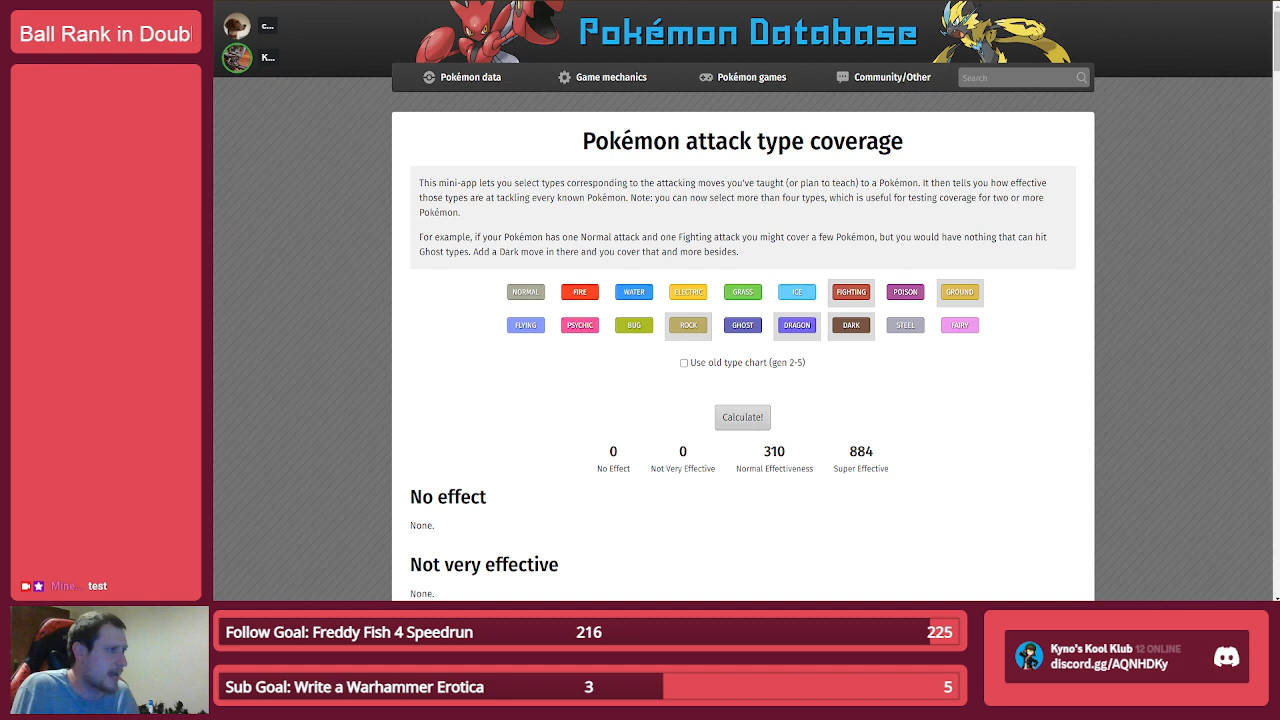 Ball Rank in Doubl
c...
K...
Pokémon Database
Pokémon data
Game mechanics
Pokémon games
Community/Other
Search
Pokémon attack type coverage
This mini-app lets you select types corresponding to the attacking moves you've taught (or plan to teach) to a Pokémon. It then tells you how effective
those types are at tackling every known Pokémon. Note: you can now select more than four types, which is useful for testing coverage for two or more
Pokémon.
For example, if your Pokémon has one Normal attack and one Fighting attack you might cover a few Pokémon, but you would have nothing that can hit
Ghost types. Add a Dark move in there and you cover that and more besides.
NORMAL FIRE WATER ELECTRIC GRASS ICE FIGHTING POISON GROUND
FLYING PSYCHIC BUG ROCK GHOST DRAGON DARK STEEL FAIRY
Use old type chart (gen 2-5)
Calculate!
0 0 310 884
No Effect Not Very Effective Normal Effectiveness Super Effective
No effect
None.
Not very effective
None.
Mine... test
Follow Goal: Freddy Fish 4 Speedrun 216 225
Sub Goal: Write a Warhammer Erotica 3 5
Kyno's Kool Klub 12 ONLINE
discord.gg/AQNHDKy